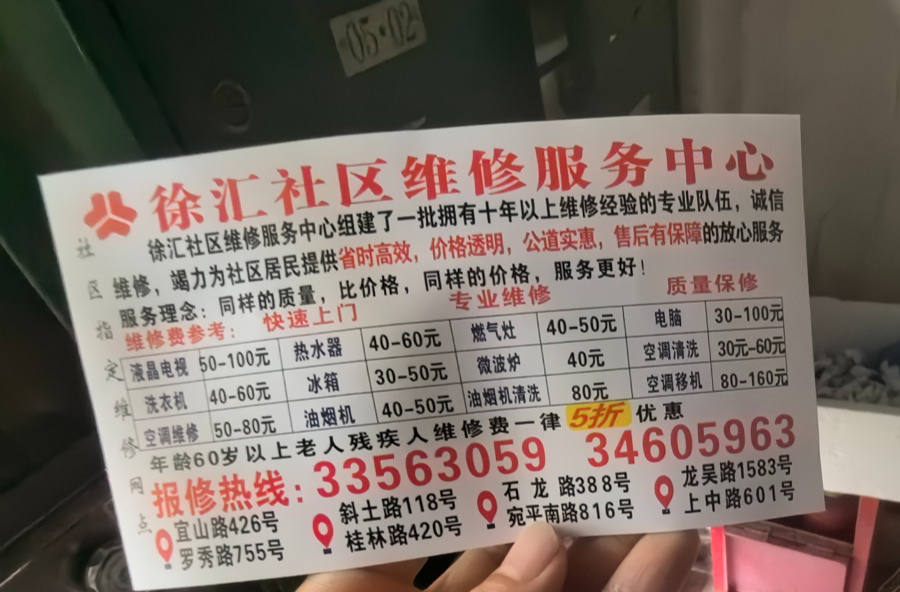 05·02
徐汇社区维修服务中心
徐汇社区维修服务中心组建了一批拥有十年以上维修经验的专业队伍，诚信
维修，竭力为社区居民提供省时高效，价格透明，公道实惠，售后有保障的放心服务
服务理念：同样的质量，比价格，同样的价格，服务更好！
维修费参考： 快速上门 专业维修 质量保修
液晶电视 50-100元 热水器 40-60元 燃气灶 40-50元 电脑 30-100元
洗衣机 40-60元 冰箱 30-50元 微波炉 40元 空调清洗 30元-60元
空调维修 50-80元 油烟机 40-50元 油烟机清洗 80元 空调移机 80-160元
年龄60岁以上老人残疾人维修费一律5折优惠
报修热线：33563059 34605963
宜山路426号 斜土路118号 石龙路388号 龙吴路1583号
罗秀路755号 桂林路420号 宛平南路816号 上中路601号
社区指定维修网点